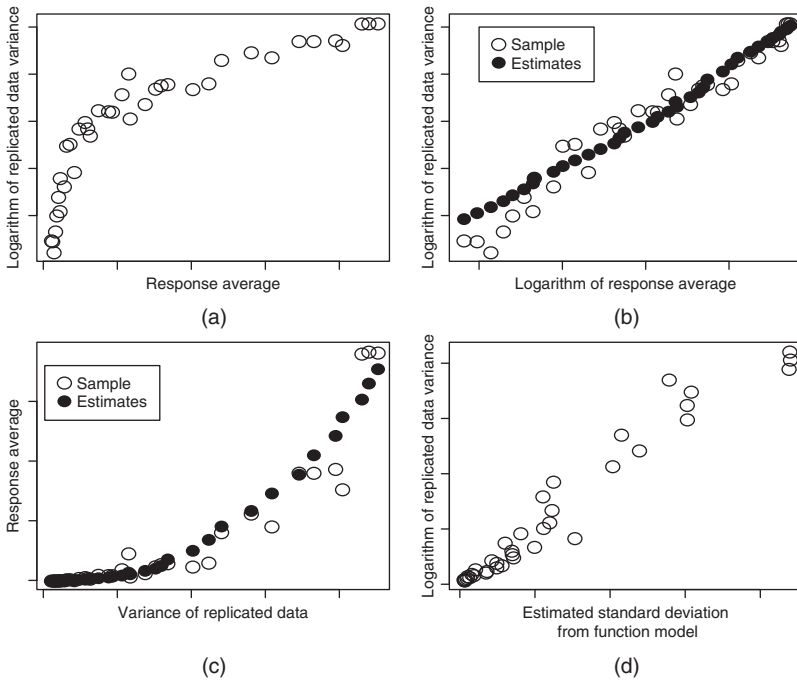 Logarithm of replicated data variance
Response average
(a)
Logarithm of replicated data variance
Sample
Estimates
Logarithm of response average
(b)
Response average
Sample
Estimates
Variance of replicated data
(c)
Logarithm of replicated data variance
Estimated standard deviation
from function model
(d)